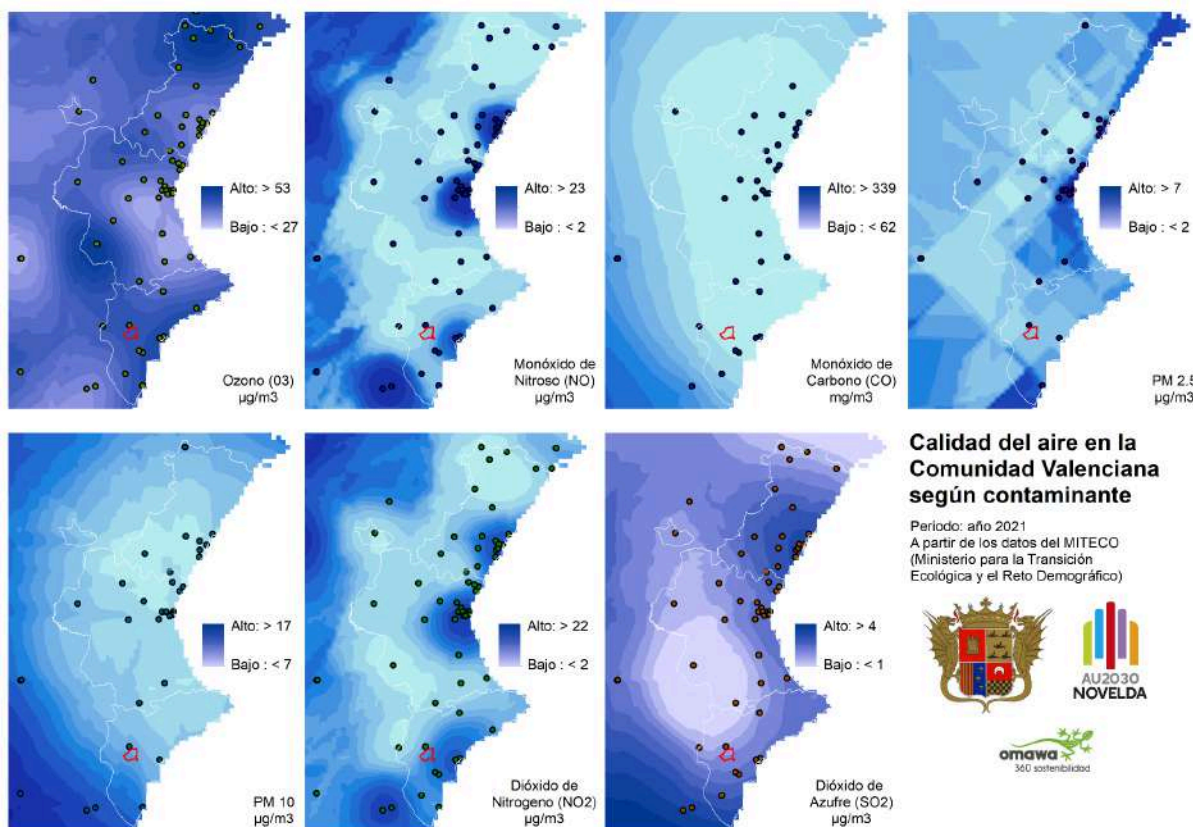 Alto: > 53
Bajo : < 27
Ozono (03)
µg/m3
Alto: > 23
Bajo : < 2
Monóxido de
Nitroso (NO)
µg/m3
Alto: > 339
Bajo : < 62
Monóxido de
Carbono (CO)
mg/m3
Alto: > 7
Bajo : < 2
PM 2.5
µg/m3
Alto: > 17
Bajo : < 7
PM 10
µg/m3
Alto: > 22
Bajo : < 2
Dióxido de
Nitrogeno (NO2)
µg/m3
Alto: > 4
Bajo : < 1
Dióxido de
Azufre (SO2)
µg/m3
Calidad del aire en la
Comunidad Valenciana
según contaminante
Periodo: año 2021
A partir de los datos del MITECO
(Ministerio para la Transición
Ecológica y el Reto Demográfico)
AU2030
NOVELDA
omawa
360 sostenibilidad